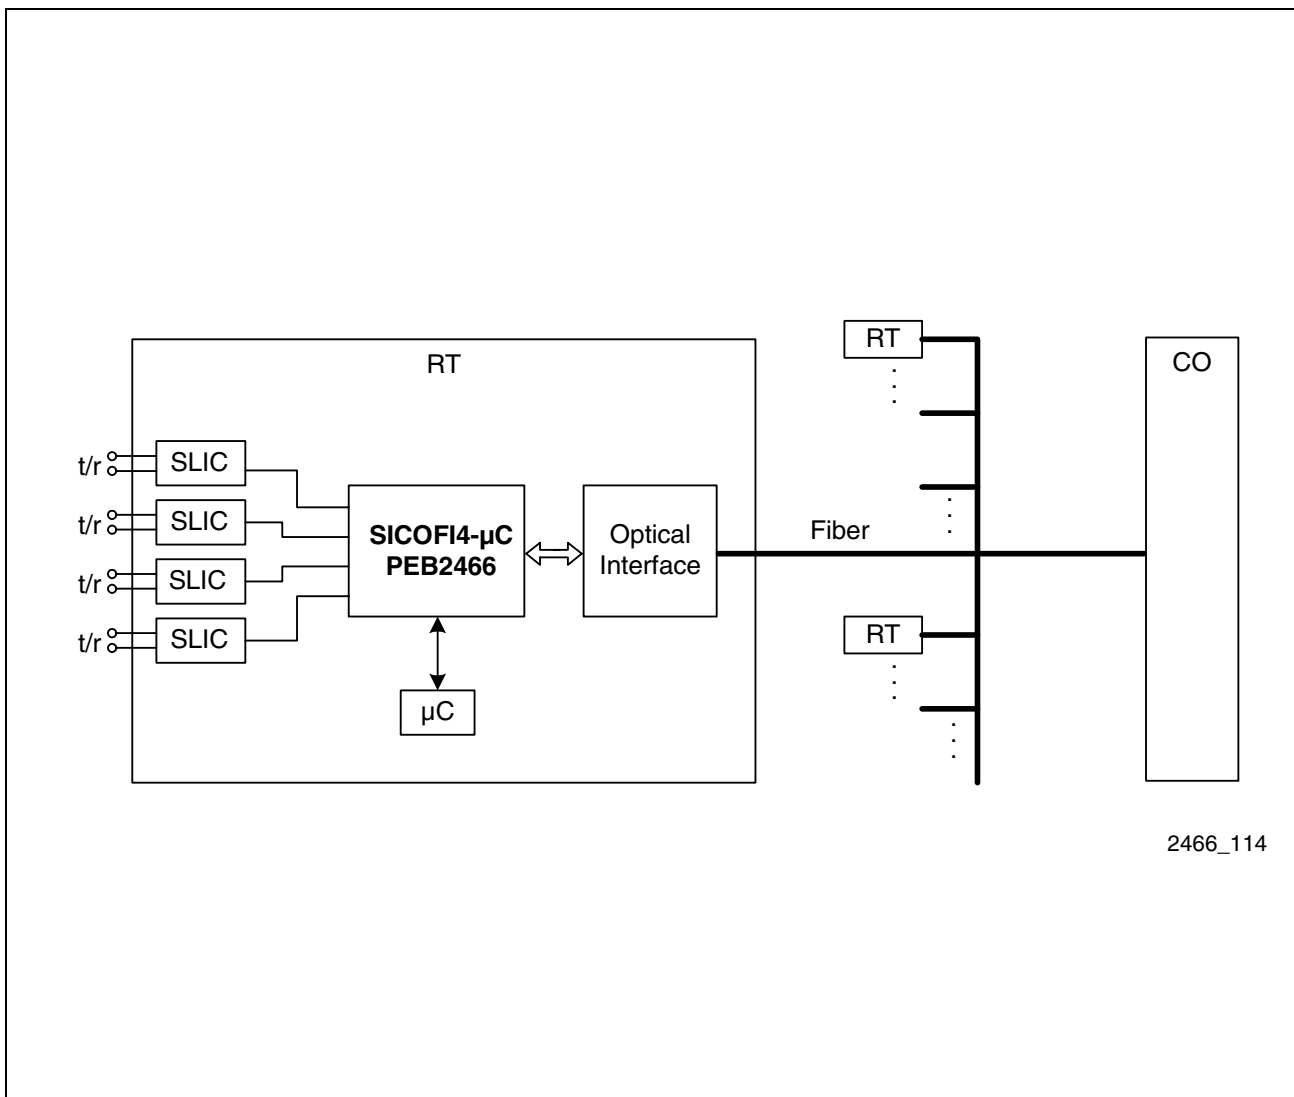 RT
t/r
SLIC
t/r
SLIC
t/r
SLIC
t/r
SLIC
SICOFI4-µC
PEB2466
Optical
Interface
µC
Fiber
RT
RT
CO
2466_114